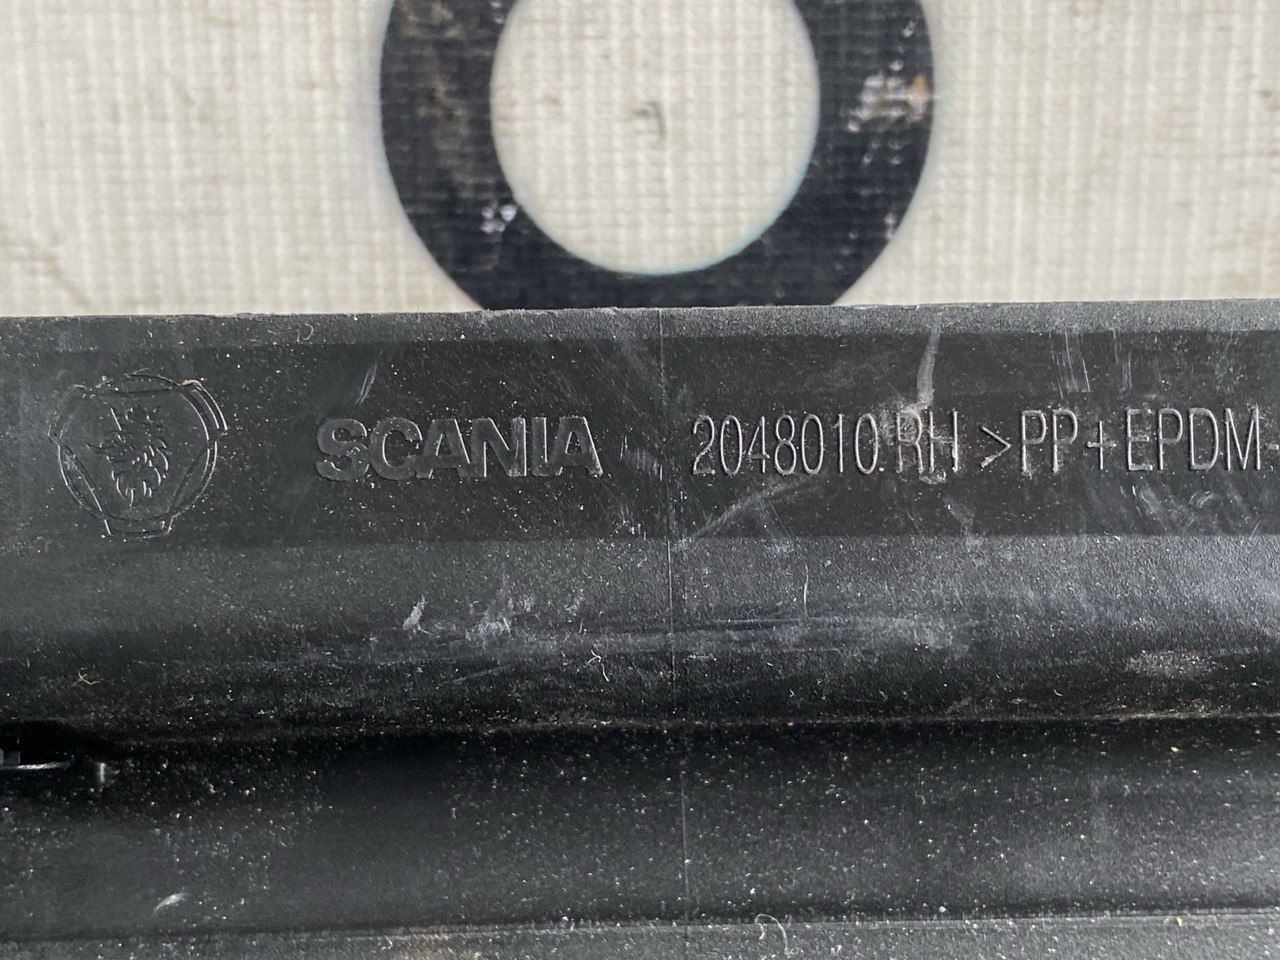 SCANIA 2048010 RH >PP+EPDM-